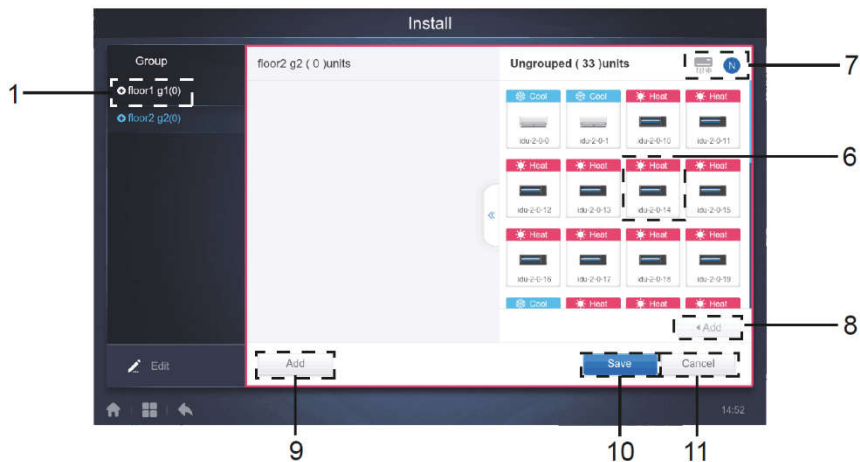 Install
Group
floor2 g2 ( 0 )units
Ungrouped ( 33 )units
N
7
1
floor1 g1(0)
floor2 g2(0)
Cool
Cool
Heat
Heat
idu-2-0-0
idu-2-0-1
idu-2-0-10
idu-2-0-11
6
Heat
Heat
Heat
Heat
idu-2-0-12
idu-2-0-13
idu-2-0-14
idu-2-0-15
«
Heat
Heat
Heat
Heat
idu-2-0-16
idu-2-0-17
idu-2-0-18
idu-2-0-19
Cool
Heat
Heat
Heat
Add
8
Edit
Add
Save
Cancel
14:52
9
10
11